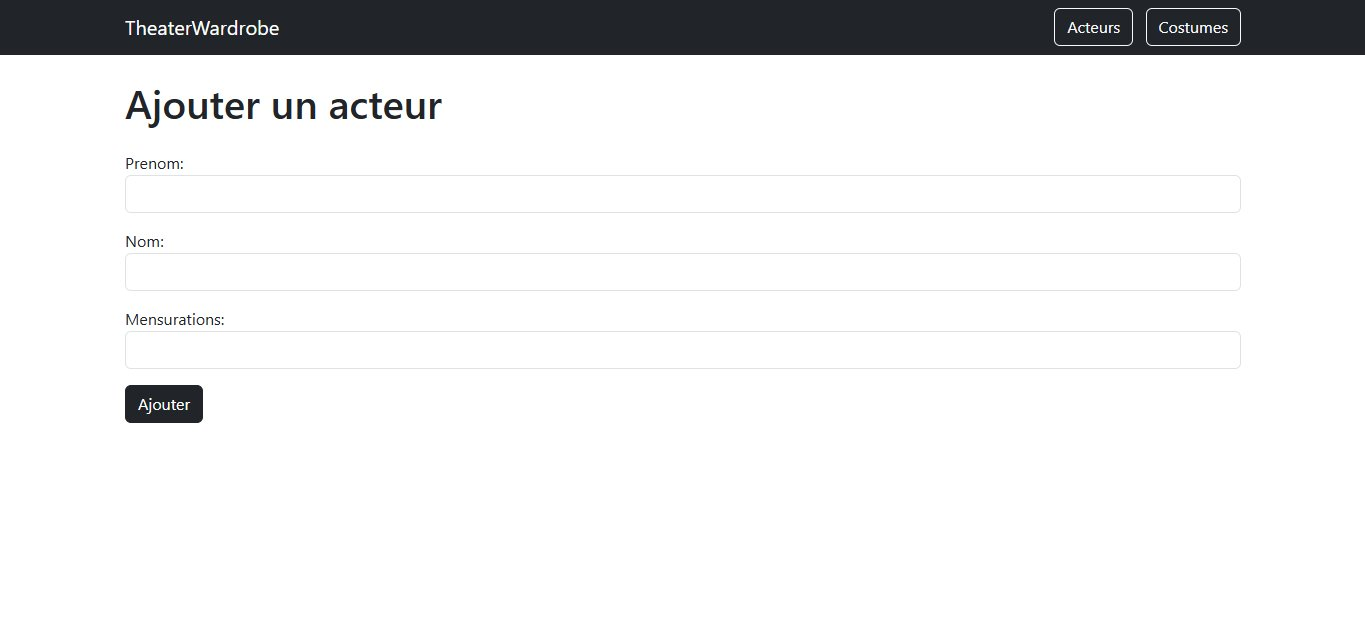 TheaterWardrobe Acteurs Costumes
Ajouter un acteur
Prenom:
Nom:
Mensurations:
Ajouter